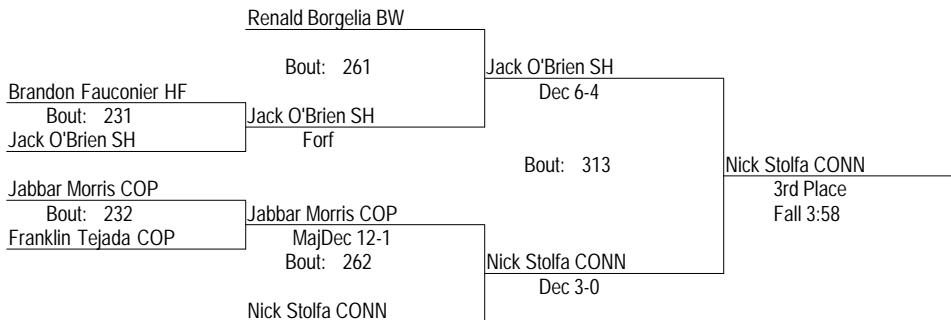 Renald Borgelia BW
Bout: 261
Jack O'Brien SH
Dec 6-4
Brandon Fauconier HF
Bout: 231
Jack O'Brien SH
Jack O'Brien SH
Forf
Bout: 313
Nick Stolfa CONN
3rd Place
Fall 3:58
Jabbar Morris COP
Bout: 232
Franklin Tejada COP
Jabbar Morris COP
MajDec 12-1
Bout: 262
Nick Stolfa CONN
Dec 3-0
Nick Stolfa CONN